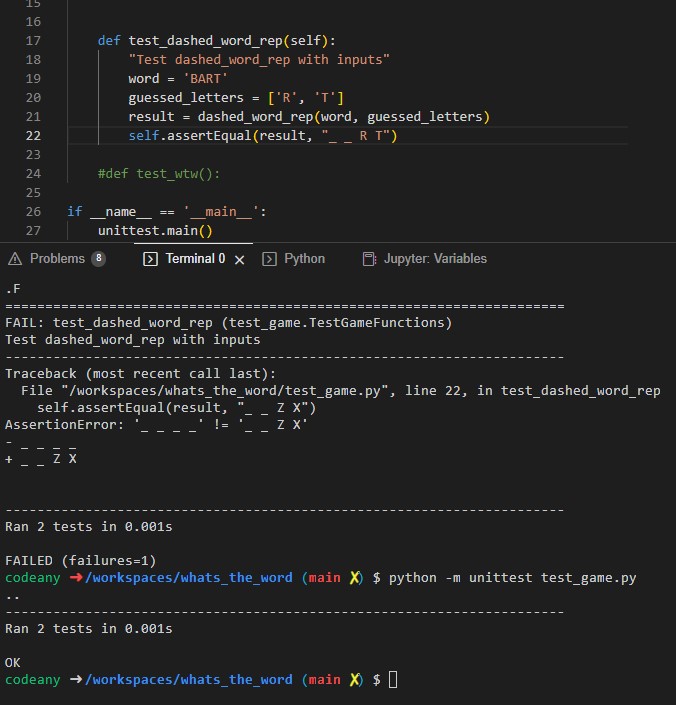 15
16
17 def test_dashed_word_rep(self):
18 "Test dashed_word_rep with inputs"
19 word = 'BART'
20 guessed_letters = ['R', 'T']
21 result = dashed_word_rep(word, guessed_letters)
22 self.assertEqual(result, "_ _ R T")
23
24 #def test_wtw():
25
26 if __name__ == '__main__':
27 unittest.main()
Problems 8 Terminal 0 Python Jupyter: Variables
.F
======================================================================
FAIL: test_dashed_word_rep (test_game.TestGameFunctions)
Test dashed_word_rep with inputs
----------------------------------------------------------------------
Traceback (most recent call last):
File "/workspaces/whats_the_word/test_game.py", line 22, in test_dashed_word_rep
self.assertEqual(result, "_ _ Z X")
AssertionError: '_ _ _ _' != '_ _ Z X'
- _ _ _ _
+ _ _ Z X
----------------------------------------------------------------------
Ran 2 tests in 0.001s
FAILED (failures=1)
codeany ➜/workspaces/whats_the_word (main ✗) $ python -m unittest test_game.py
..
----------------------------------------------------------------------
Ran 2 tests in 0.001s
OK
codeany ➜/workspaces/whats_the_word (main ✗) $